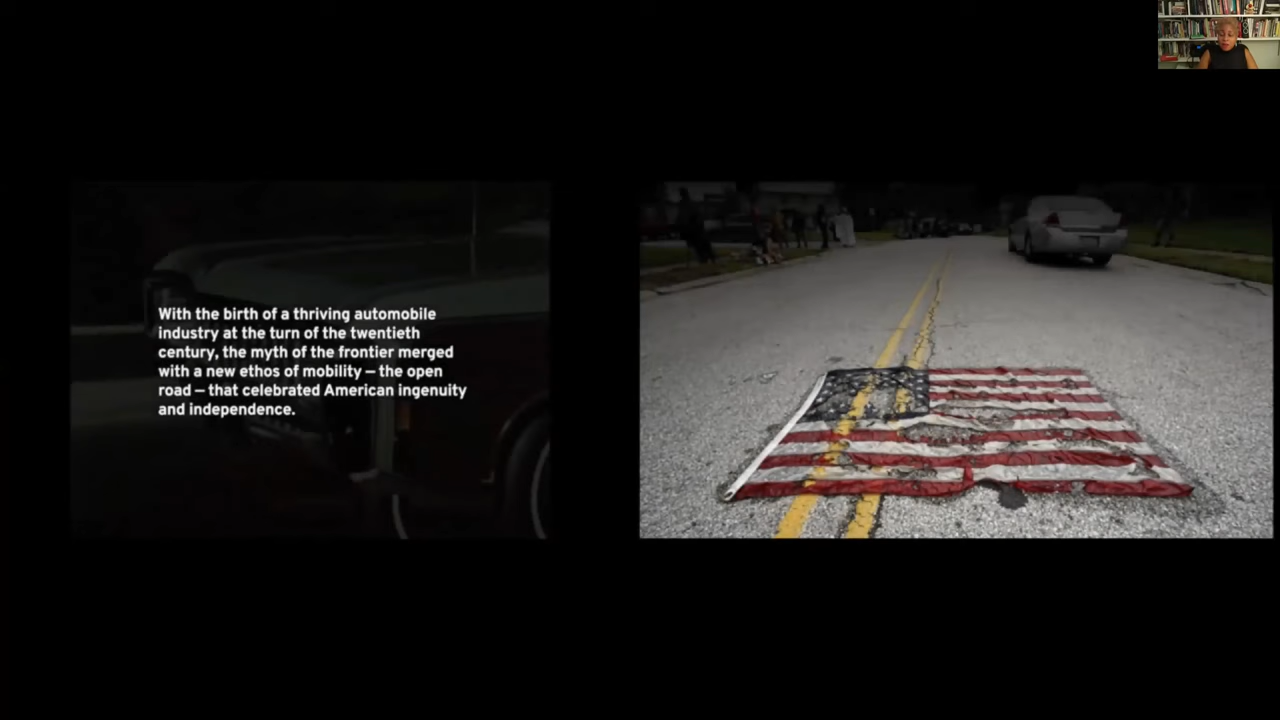 With the birth of a thriving automobile
industry at the turn of the twentieth
century, the myth of the frontier merged
with a new ethos of mobility — the open
road — that celebrated American ingenuity
and independence.